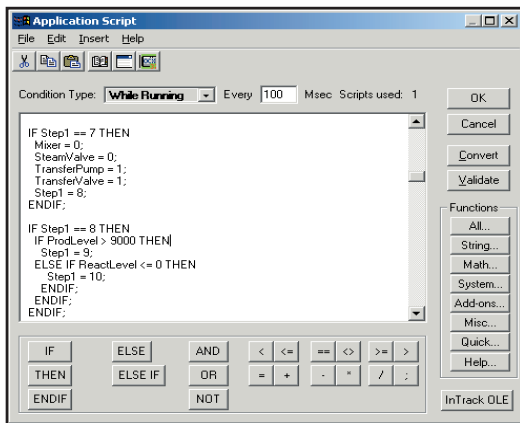 Application Script
File Edit Insert Help
Condition Type: While Running Every 100 Msec Scripts used: 1
OK
Cancel
Convert
Validate
IF Step1 == 7 THEN
Mixer = 0;
SteamValve = 0;
TransferPump = 1;
TransferValve = 1;
Step1 = 8;
ENDIF;
IF Step1 == 8 THEN
IF ProdLevel > 9000 THEN
Step1 = 9;
ELSE IF ReactLevel <= 0 THEN
Step1 = 10;
ENDIF;
ENDIF;
ENDIF;
Functions
All...
String...
Math...
System...
Add-ons...
Misc...
Quick...
Help...
IF ELSE AND < <= == <> >= >
THEN ELSE IF OR = + - * / ;
ENDIF NOT
InTrack OLE